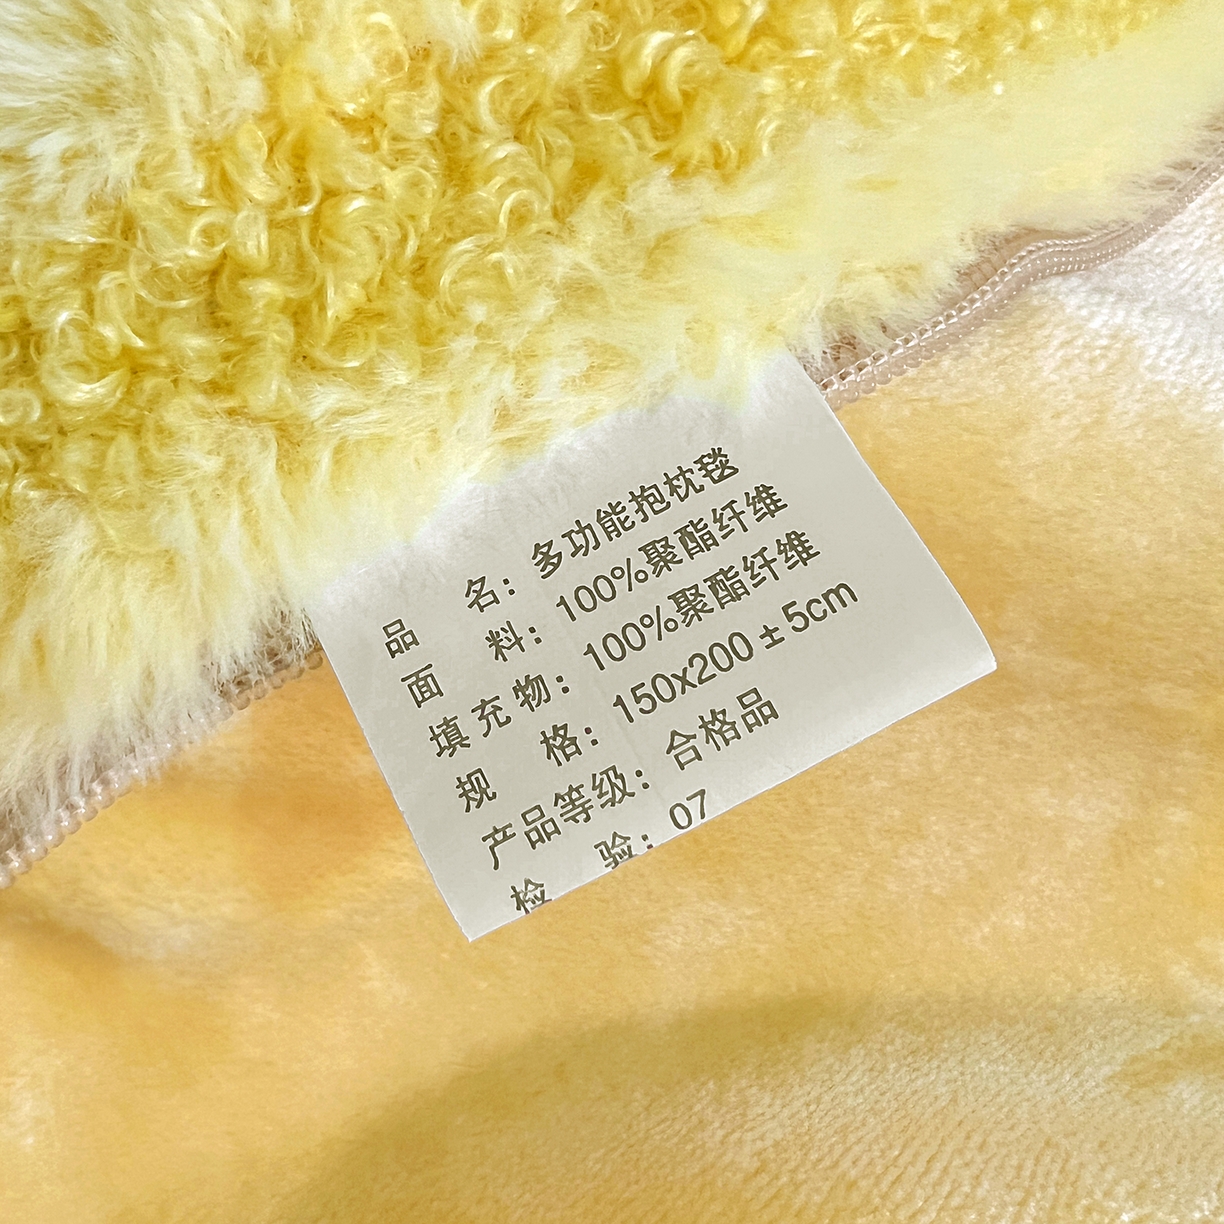 品 名：多功能抱枕毯
面 料：100%聚酯纤维
填充物：100%聚酯纤维
规 格：150x200±5cm
产品等级：合格品
检 验：07